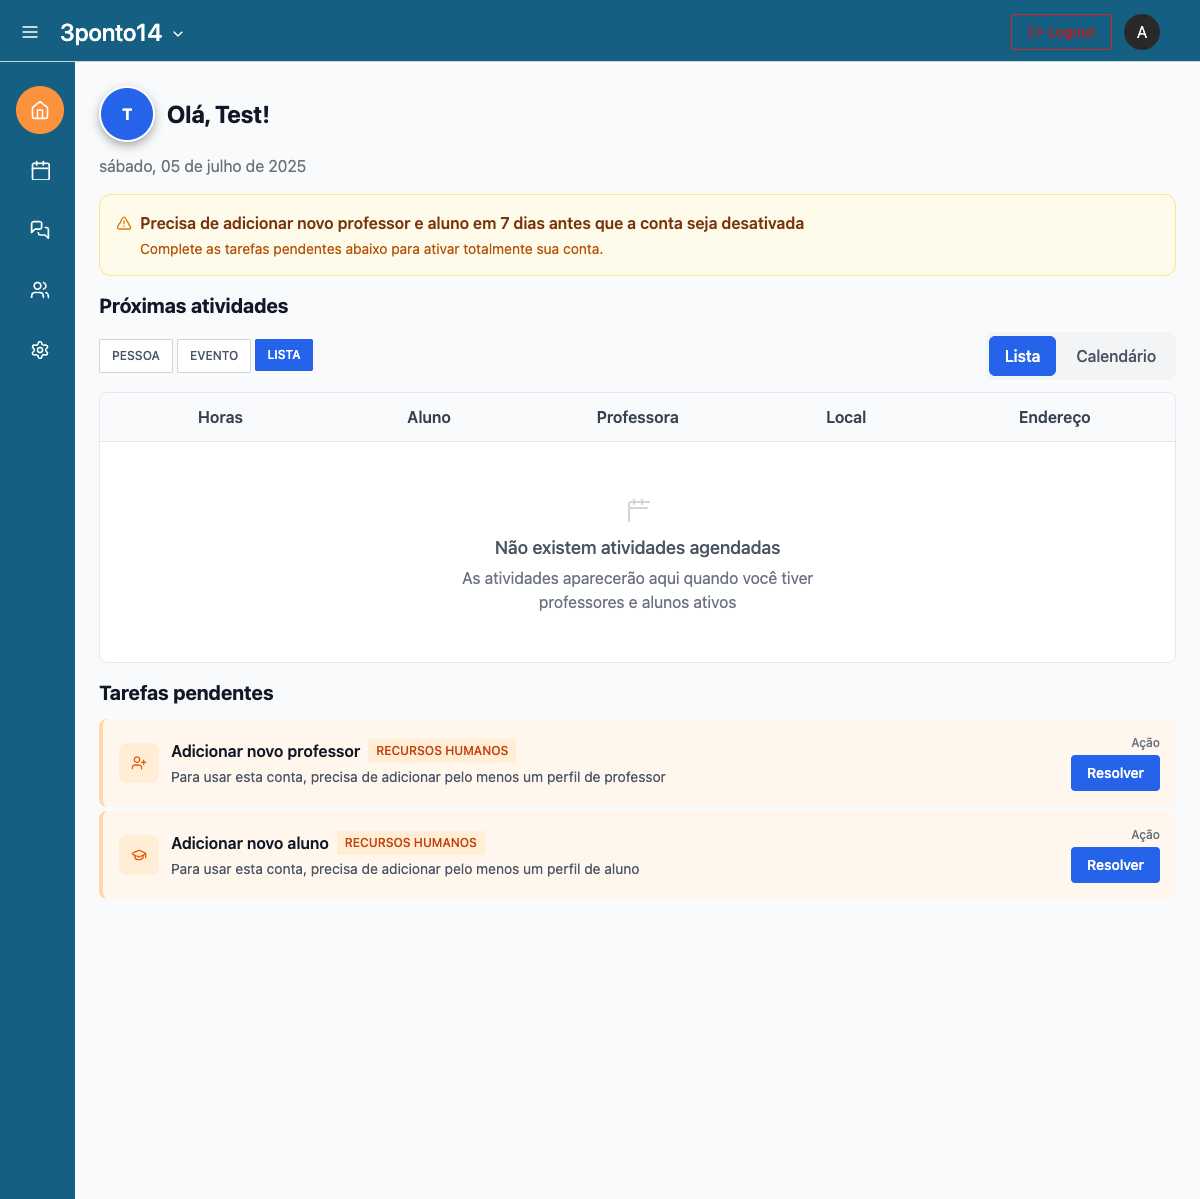 3ponto14
Logout
A
T
Olá, Test!
sábado, 05 de julho de 2025
Precisa de adicionar novo professor e aluno em 7 dias antes que a conta seja desativada
Complete as tarefas pendentes abaixo para ativar totalmente sua conta.
Próximas atividades
PESSOA
EVENTO
LISTA
Lista
Calendário
Horas
Aluno
Professora
Local
Endereço
Não existem atividades agendadas
As atividades aparecerão aqui quando você tiver
professores e alunos ativos
Tarefas pendentes
Adicionar novo professor
RECURSOS HUMANOS
Para usar esta conta, precisa de adicionar pelo menos um perfil de professor
Ação
Resolver
Adicionar novo aluno
RECURSOS HUMANOS
Para usar esta conta, precisa de adicionar pelo menos um perfil de aluno
Ação
Resolver